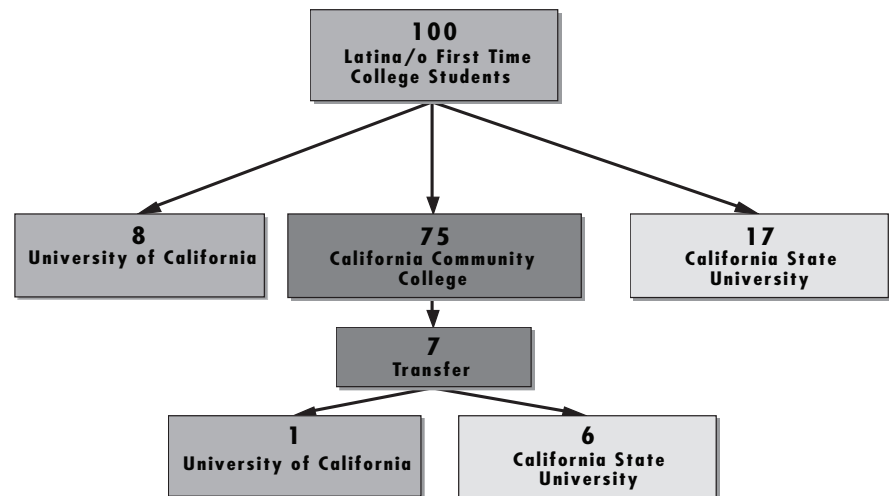 100
Latina/o First Time
College Students
8
University of California
75
California Community
College
17
California State
University
7
Transfer
1
University of California
6
California State
University